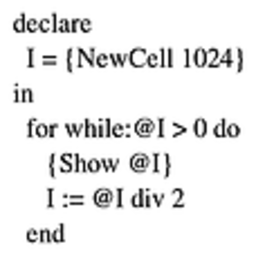 declare
I = {NewCell 1024}
in
for while:@I > 0 do
{Show @I}
I := @I div 2
end